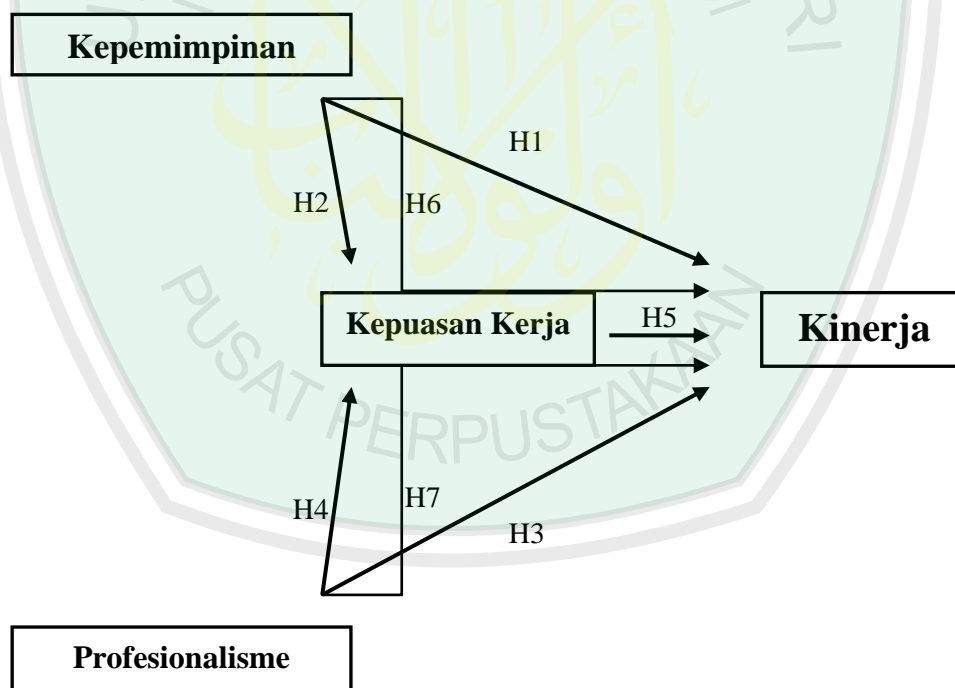 Kepemimpinan
H1
H2
H6
Kepuasan Kerja
H5
Kinerja
PUSAT PERPUSTAKAAN
H4
H7
H3
Profesionalisme